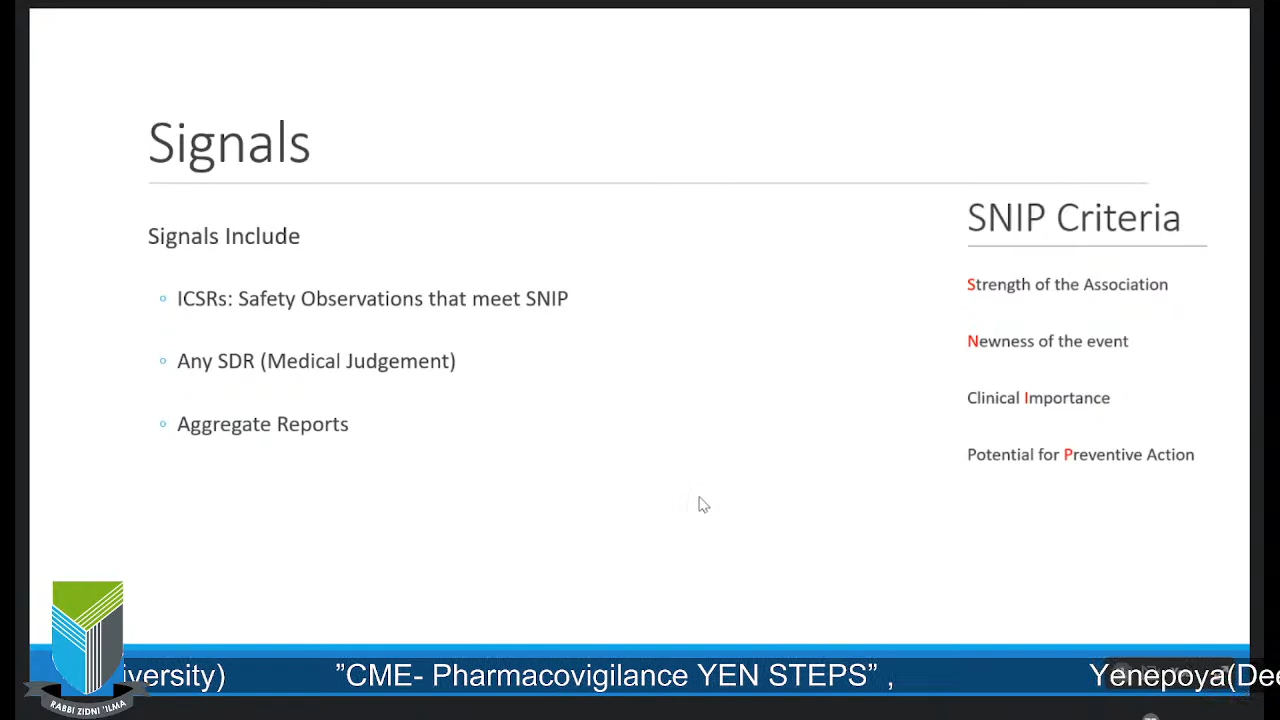 Signals
Signals Include
◦ ICSRs: Safety Observations that meet SNIP
◦ Any SDR (Medical Judgement)
◦ Aggregate Reports
SNIP Criteria
Strength of the Association
Newness of the event
Clinical Importance
Potential for Preventive Action
iversity) ”CME- Pharmacovigilance YEN STEPS” , Yenepoya(Dee
RABBI ZIDNI 'ILMA